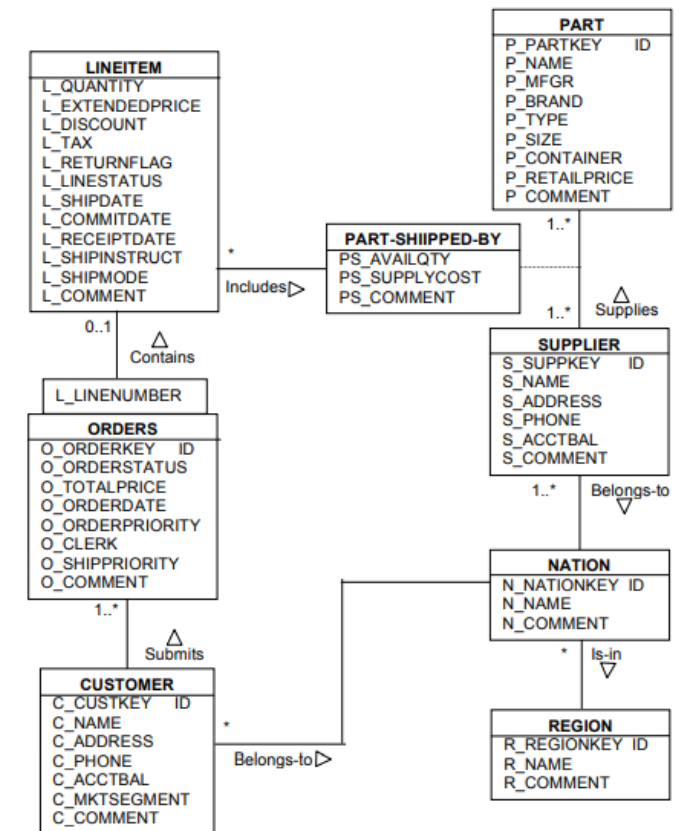 LINEITEM
L_QUANTITY
L_EXTENDEDPRICE
L_DISCOUNT
L_TAX
L_RETURNFLAG
L_LINESTATUS
L_SHIPDATE
L_COMMITDATE
L_RECEIPTDATE
L_SHIPINSTRUCT
L_SHIPMODE
L_COMMENT
*
Includes
0..1
Contains
L_LINENUMBER
ORDERS
O_ORDERKEY ID
O_ORDERSTATUS
O_TOTALPRICE
O_ORDERDATE
O_ORDERPRIORITY
O_CLERK
O_SHIPPRIORITY
O_COMMENT
1..*
Submits
CUSTOMER
C_CUSTKEY ID
C_NAME
C_ADDRESS
C_PHONE
C_ACCTBAL
C_MKTSEGMENT
C_COMMENT
*
Belongs-to
PART-SHIIPPED-BY
PS_AVAILQTY
PS_SUPPLYCOST
PS_COMMENT
PART
P_PARTKEY ID
P_NAME
P_MFGR
P_BRAND
P_TYPE
P_SIZE
P_CONTAINER
P_RETAILPRICE
P_COMMENT
1..*
1..*
Supplies
SUPPLIER
S_SUPPKEY ID
S_NAME
S_ADDRESS
S_PHONE
S_ACCTBAL
S_COMMENT
1..*
Belongs-to
NATION
N_NATIONKEY ID
N_NAME
N_COMMENT
*
Is-in
REGION
R_REGIONKEY ID
R_NAME
R_COMMENT